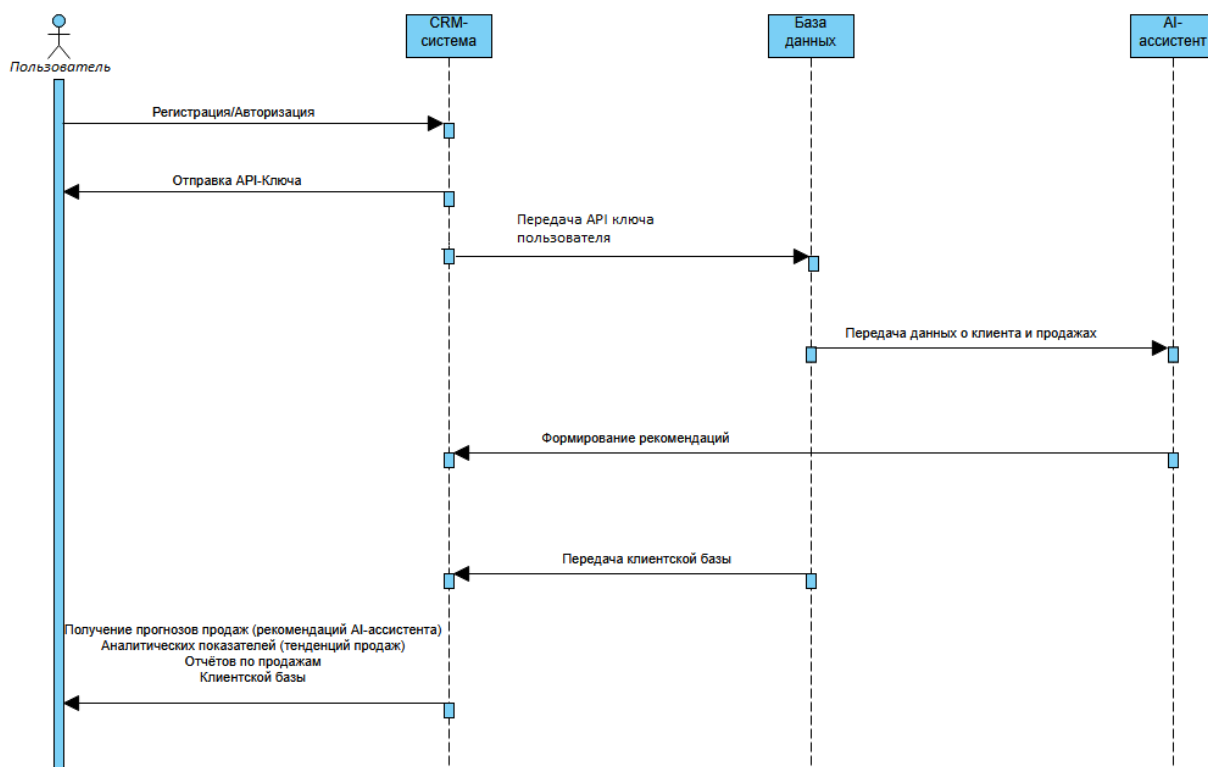 CRM-
система
База
данных
AI-
ассистент
Пользователь
Регистрация/Авторизация
Отправка API-Ключа
Передача API ключа
пользователя
Передача данных о клиента и продажах
Формирование рекомендаций
Передача клиентской базы
Получение прогнозов продаж (рекомендаций AI-ассистента)
Аналитических показателей (тенденций продаж)
Отчётов по продажам
Клиентской базы